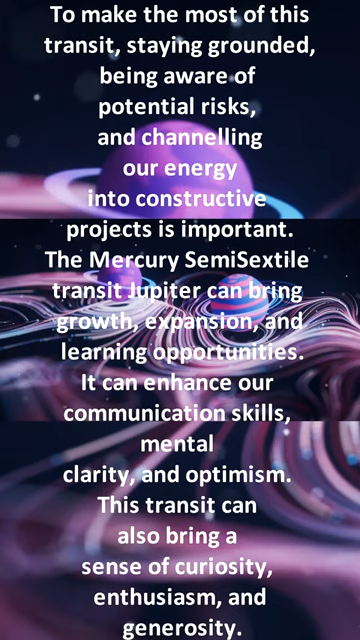 To make the most of this
transit, staying grounded,
being aware of
potential risks,
and channelling
our energy
into constructive
projects is important.
The Mercury SemiSextile
transit Jupiter can bring
growth, expansion, and
learning opportunities.
It can enhance our
communication skills,
mental
clarity, and optimism.
This transit can
also bring a
sense of curiosity,
enthusiasm, and
generosity.